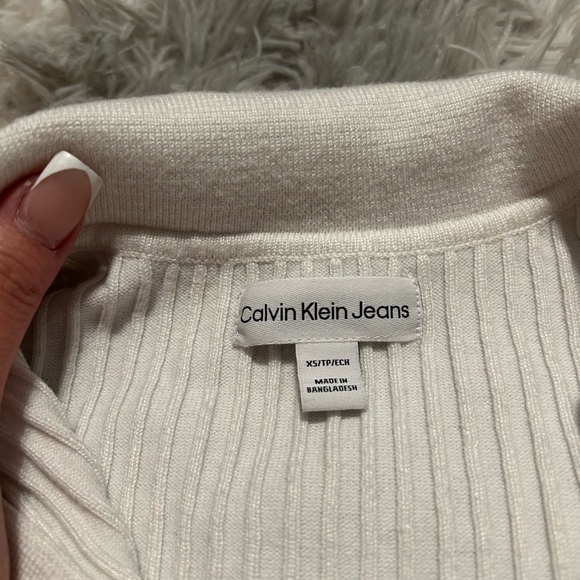 Calvin Klein Jeans
XS/TP/ECH
MADE IN
BANGLADESH